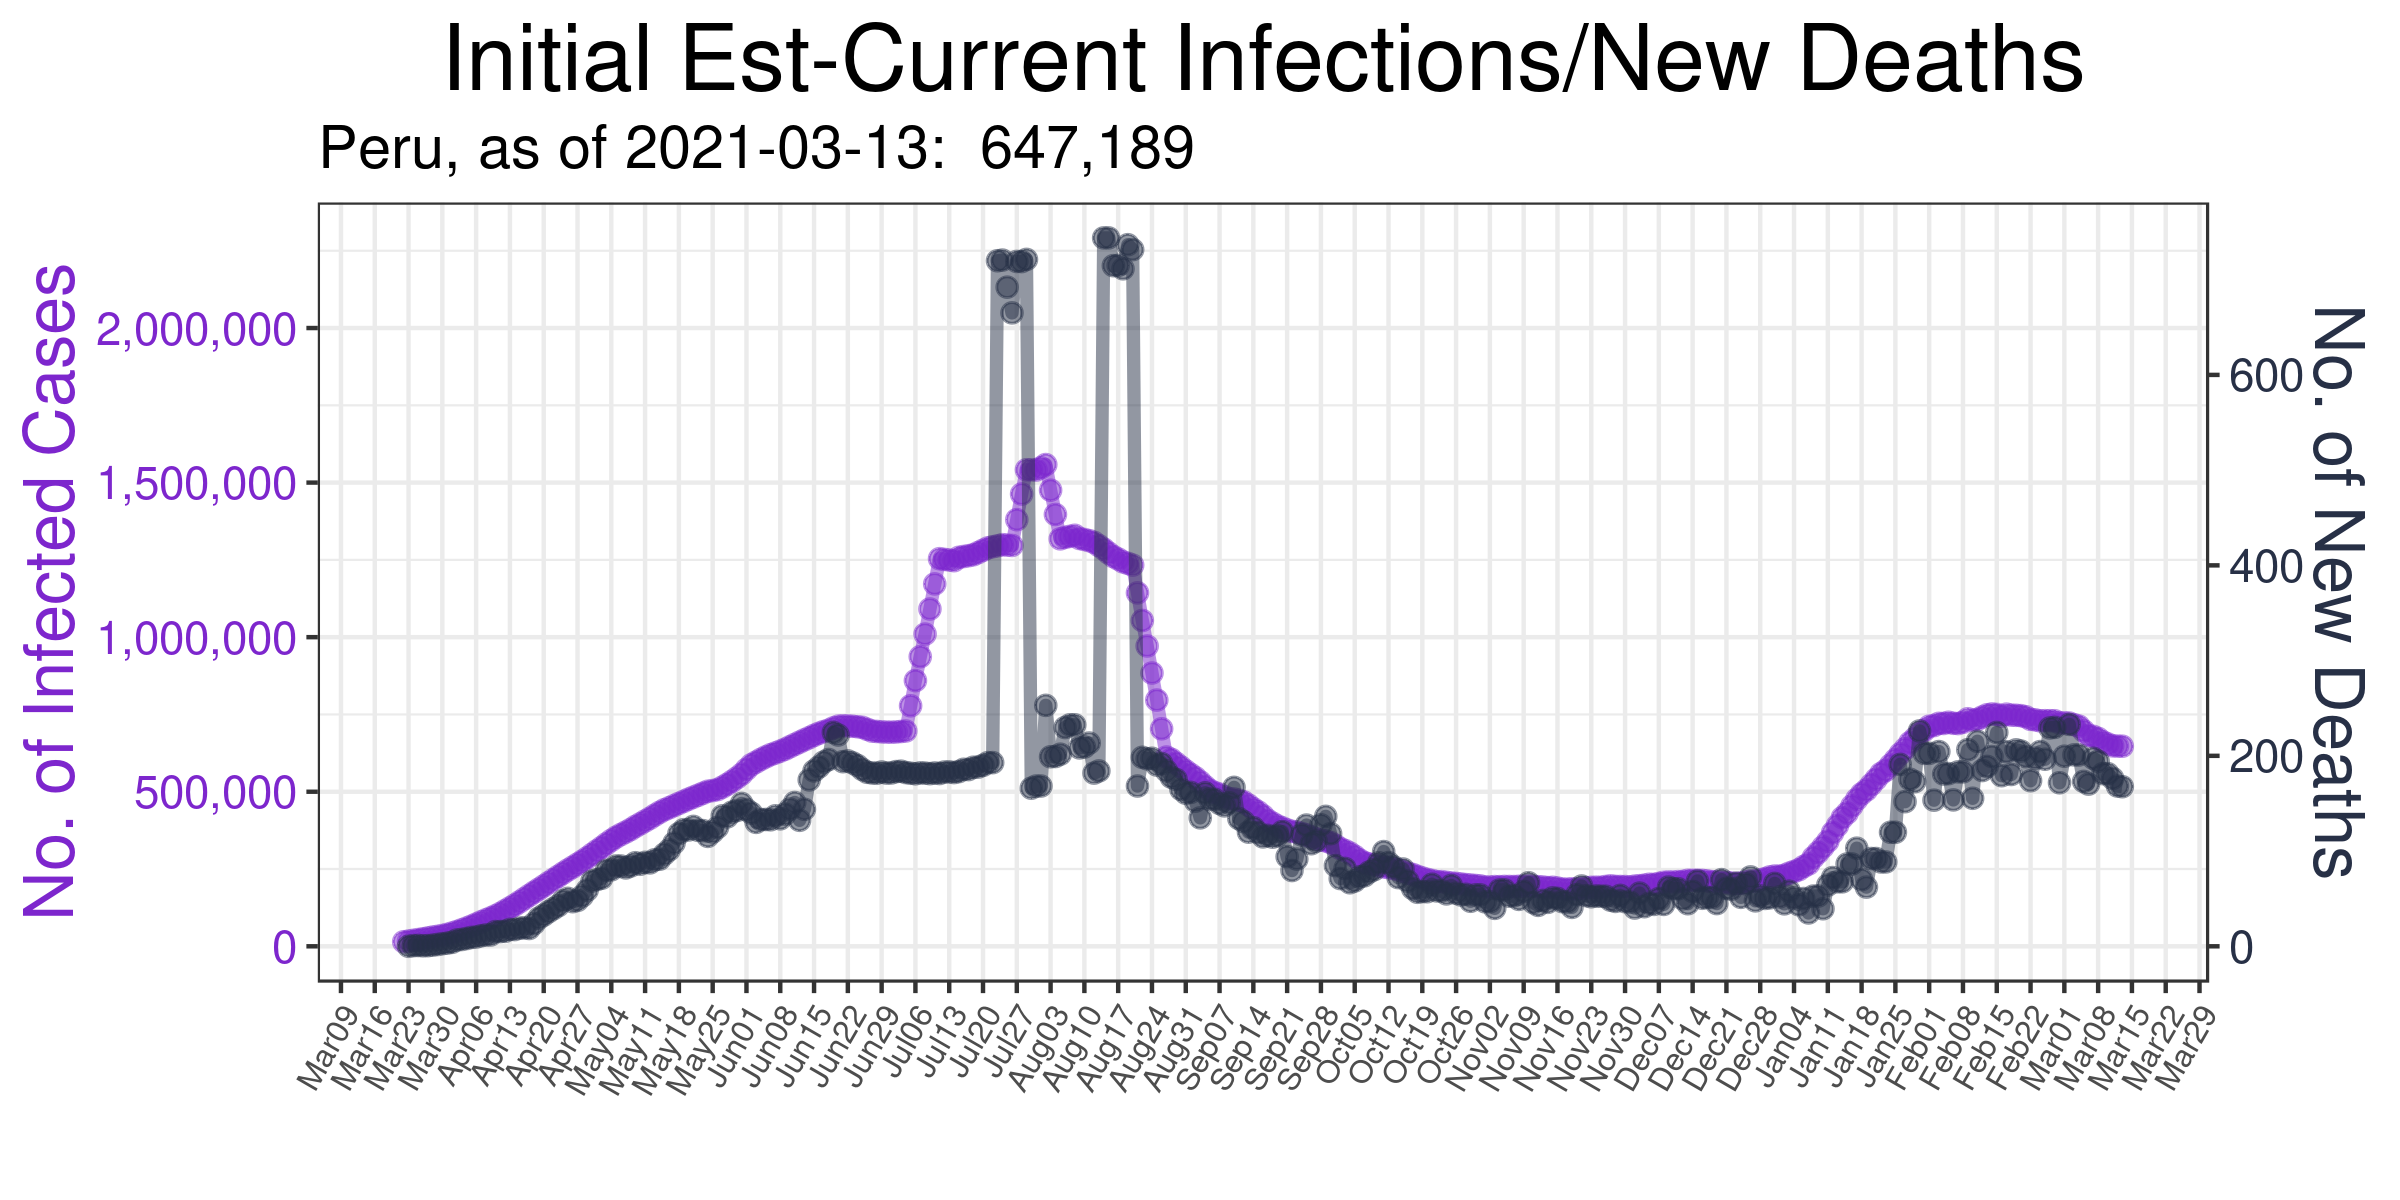 Initial Est-Current Infections/New Deaths
Peru, as of 2021-03-13:  647,189
No. of Infected Cases
2,000,000
1,500,000
1,000,000
500,000
0
600
400
200
0
No. of New Deaths
Mar09
Mar16
Mar23
Mar30
Apr06
Apr13
Apr20
Apr27
May04
May11
May18
May25
Jun01
Jun08
Jun15
Jun22
Jun29
Jul06
Jul13
Jul20
Jul27
Aug03
Aug10
Aug17
Aug24
Aug31
Sep07
Sep14
Sep21
Sep28
Oct05
Oct12
Oct19
Oct26
Nov02
Nov09
Nov16
Nov23
Nov30
Dec07
Dec14
Dec21
Dec28
Jan04
Jan11
Jan18
Jan25
Feb01
Feb08
Feb15
Feb22
Mar01
Mar08
Mar15
Mar22
Mar29